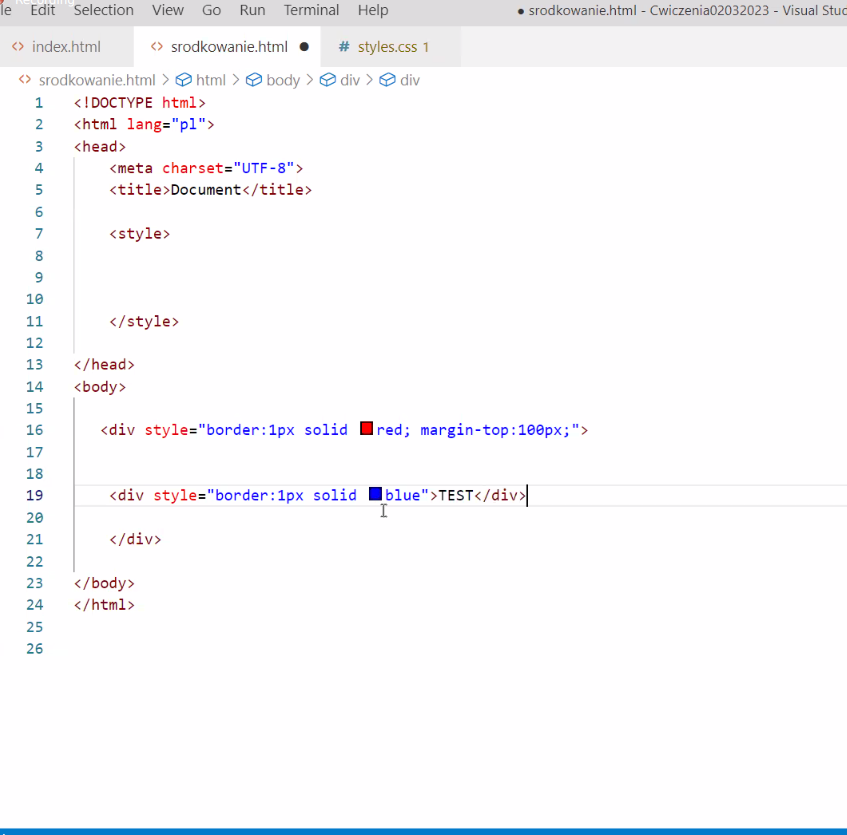 Recording
le Edit Selection View Go Run Terminal Help ● srodkowanie.html - Cwiczenia02032023 - Visual Stud
<> index.html <> srodkowanie.html ● # styles.css 1
<> srodkowanie.html > html > body > div > div
1 <!DOCTYPE html>
2 <html lang="pl">
3 <head>
4 <meta charset="UTF-8">
5 <title>Document</title>
6
7 <style>
8
9
10
11 </style>
12
13 </head>
14 <body>
15
16 <div style="border:1px solid red; margin-top:100px;">
17
18
19 <div style="border:1px solid blue">TEST</div>
20
21 </div>
22
23 </body>
24 </html>
25
26